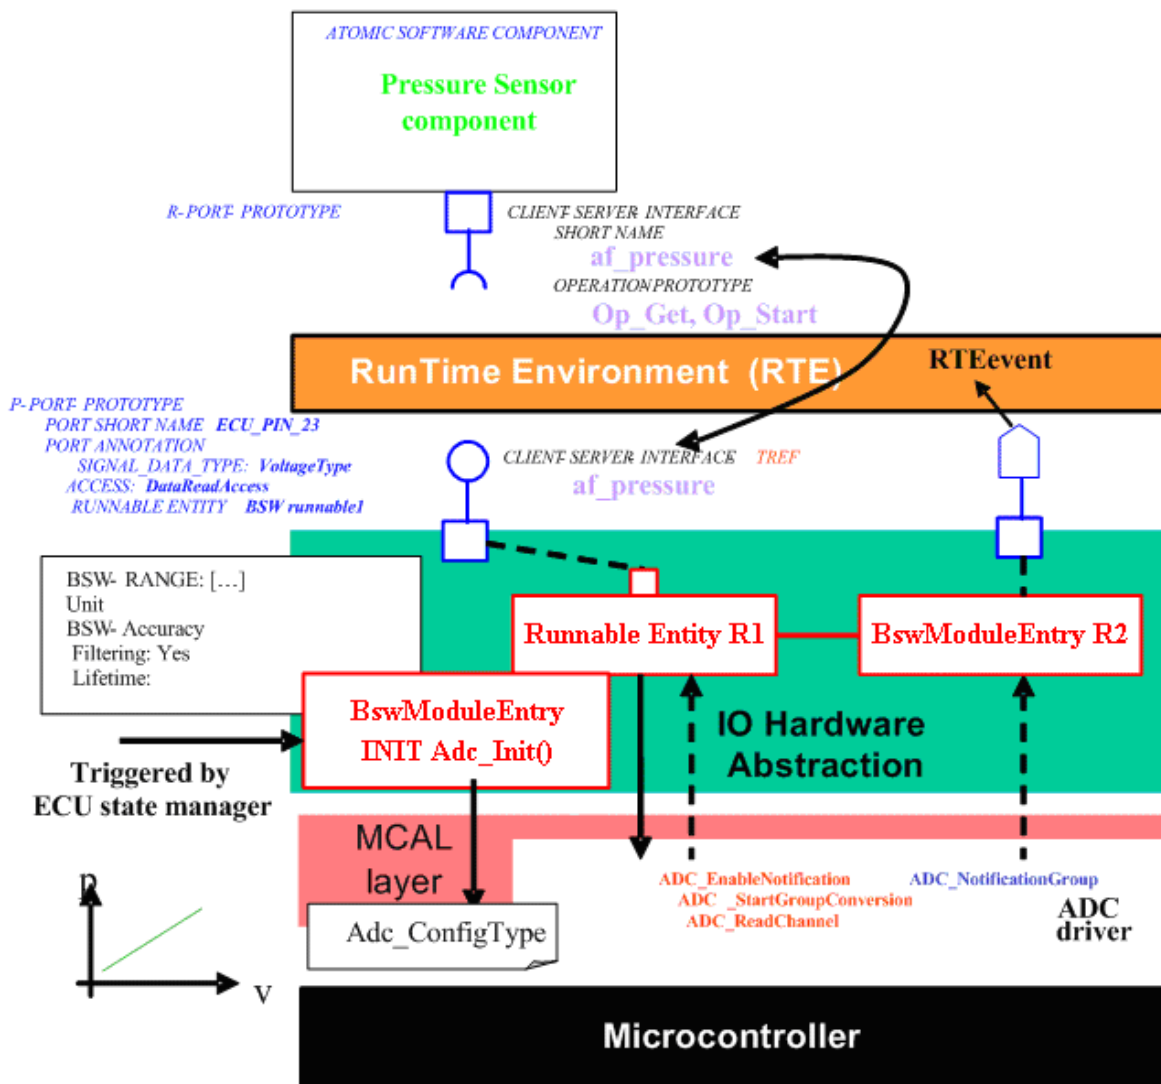 ATOMIC SOFTWARE COMPONENT
Pressure Sensor
component
R-PORT-PROTOTYPE
CLIENT-SERVER-INTERFACE
SHORT NAME
af_pressure
OPERATION-PROTOTYPE
Op_Get, Op_Start
RunTime Environment (RTE)
RTEevent
P-PORT-PROTOTYPE
PORT SHORT NAME ECU_PIN_23
PORT ANNOTATION
SIGNAL_DATA_TYPE: VoltageType
ACCESS: DataReadAccess
RUNNABLE ENTITY BSW runnable1
CLIENT-SERVER-INTERFACE TREF
af_pressure
BSW- RANGE: […]
Unit
BSW- Accuracy
Filtering: Yes
Lifetime:
Runnable Entity R1
BswModuleEntry R2
BswModuleEntry
INIT Adc_Init()
IO Hardware
Abstraction
Triggered by
ECU state manager
MCAL
layer
Adc_ConfigType
ADC_EnableNotification
ADC _StartGroupConversion
ADC_ReadChannel
ADC_NotificationGroup
ADC
driver
p
v
Microcontroller